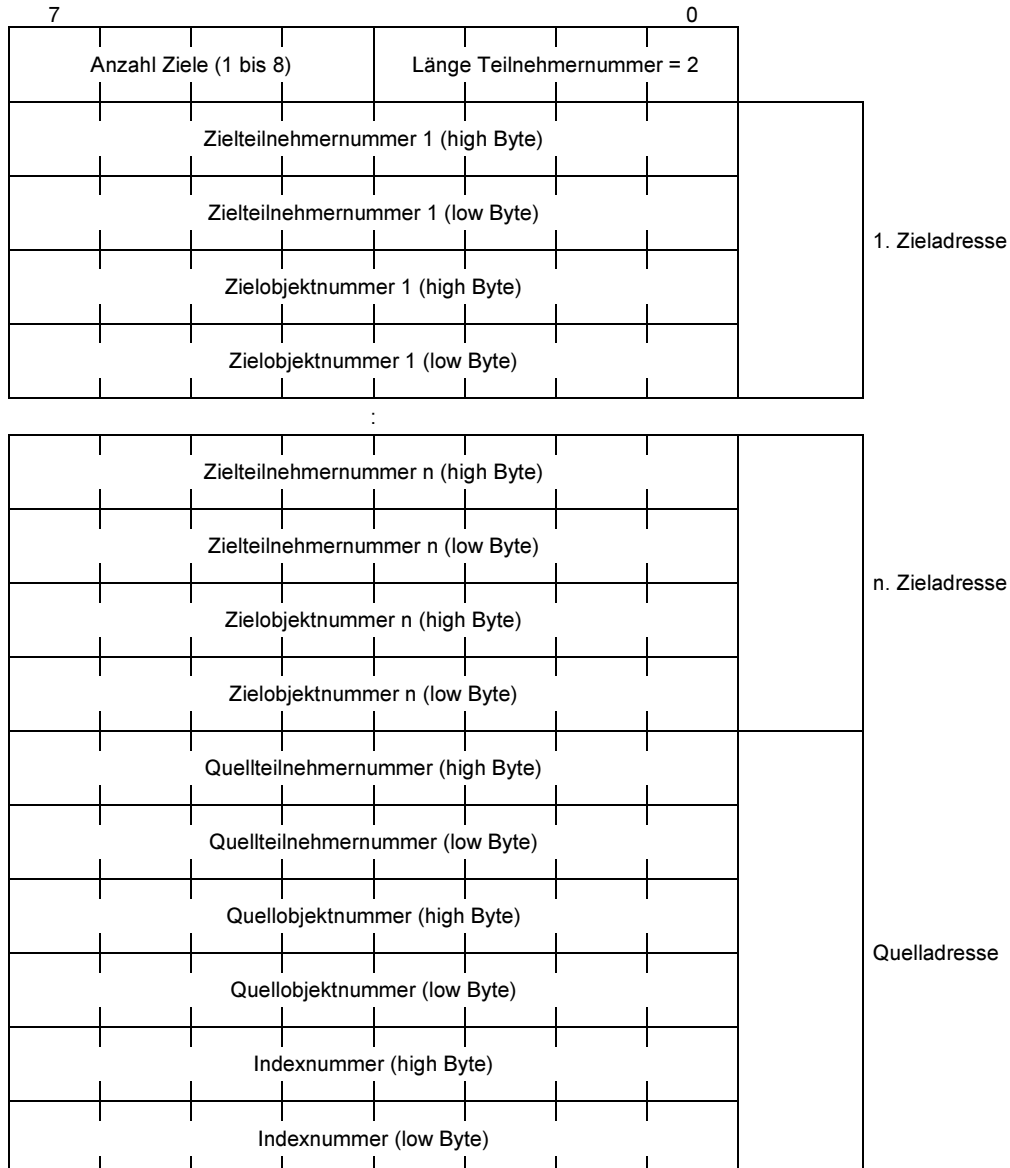 7 0
Anzahl Ziele (1 bis 8) Länge Teilnehmernummer = 2
Zielteilnehmernummer 1 (high Byte)
Zielteilnehmernummer 1 (low Byte)
1. Zieladresse
Zielobjektnummer 1 (high Byte)
Zielobjektnummer 1 (low Byte)
:
Zielteilnehmernummer n (high Byte)
Zielteilnehmernummer n (low Byte)
n. Zieladresse
Zielobjektnummer n (high Byte)
Zielobjektnummer n (low Byte)
Quellteilnehmernummer (high Byte)
Quellteilnehmernummer (low Byte)
Quellobjektnummer (high Byte)
Quelladresse
Quellobjektnummer (low Byte)
Indexnummer (high Byte)
Indexnummer (low Byte)